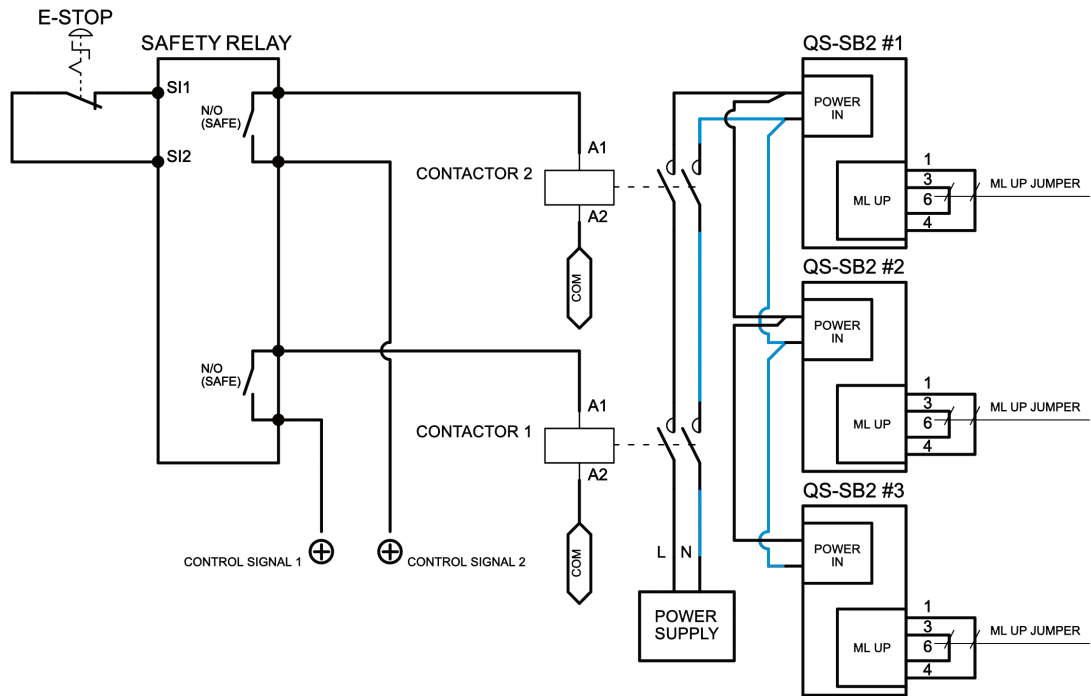 E-STOP
SAFETY RELAY
SI1
SI2
N/O
(SAFE)
N/O
(SAFE)
CONTROL SIGNAL 1
CONTROL SIGNAL 2
A1
CONTACTOR 2
A2
COM
A1
CONTACTOR 1
A2
COM
L
N
POWER
SUPPLY
QS-SB2 #1
POWER
IN
ML UP
1
3
6
4
ML UP JUMPER
QS-SB2 #2
POWER
IN
ML UP
1
3
6
4
ML UP JUMPER
QS-SB2 #3
POWER
IN
ML UP
1
3
6
4
ML UP JUMPER